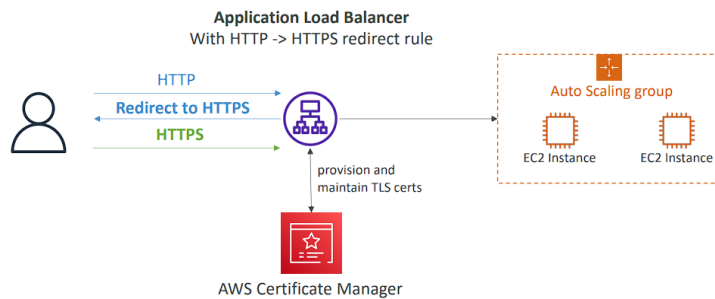 Application Load Balancer
With HTTP -> HTTPS redirect rule
HTTP
Redirect to HTTPS
HTTPS
Auto Scaling group
EC2 Instance
EC2 Instance
provision and
maintain TLS certs
AWS Certificate Manager